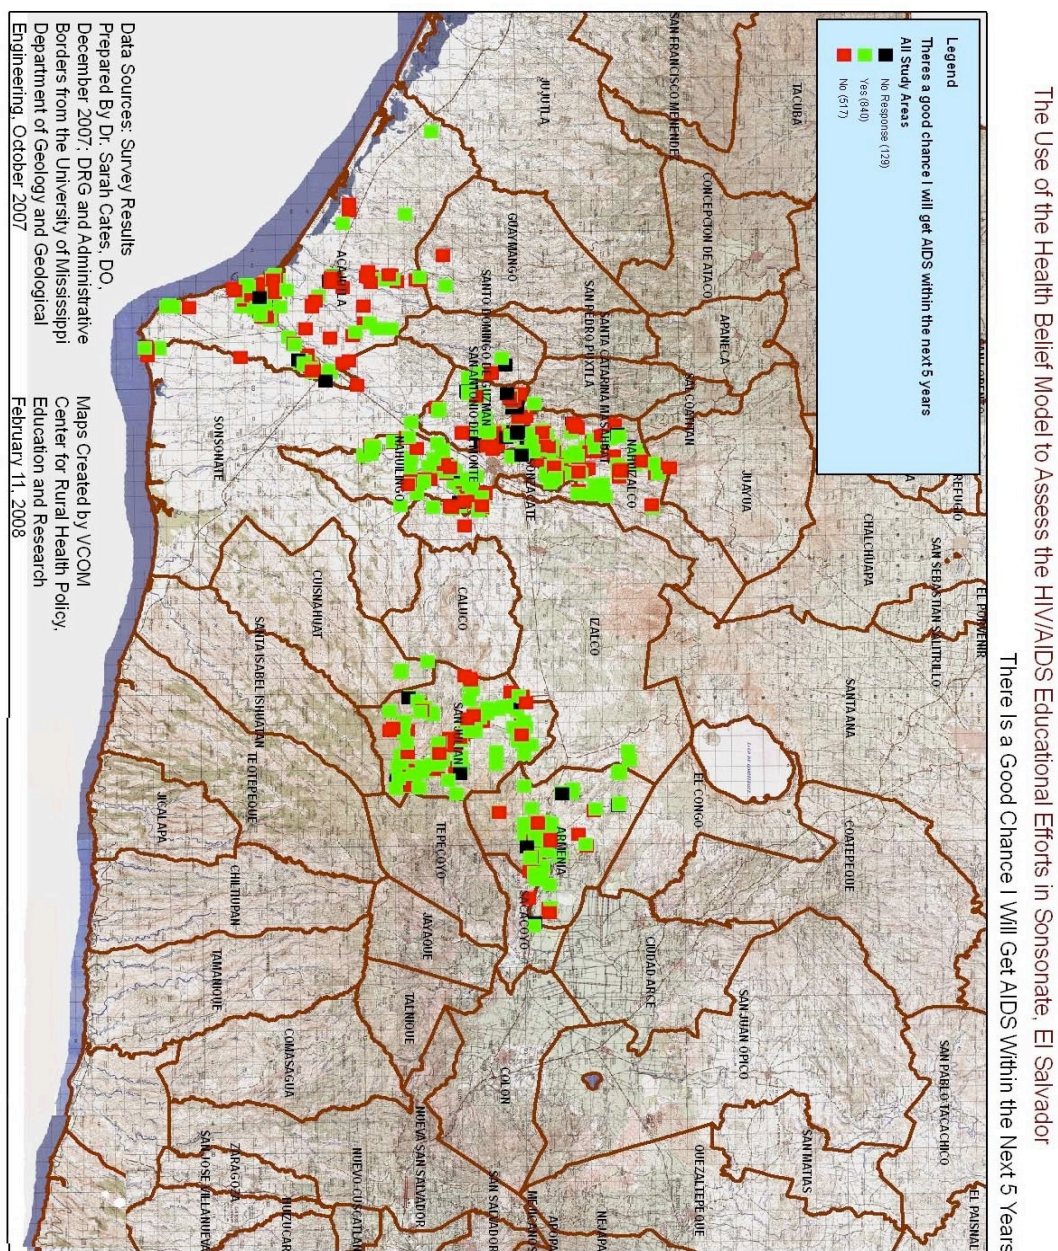 The Use of the Health Belief Model to Assess the HIV/AIDS Educational Efforts in Sonsonate, El Salvador
There Is a Good Chance I Will Get AIDS Within the Next 5 Years
Legend
Theres a good chance I will get AIDS within the next 5 years
All Study Areas
No Response (129)
Yes (840)
No (517)
TACUBA
SAN FRANCISCO MENENDE
JUJUTLA
CONCEPCION DE ATACO
GUAYMANGO
APANECA
SAN PEDRO PUXTLA
SANTO DOMINGO DE GUZMAN
SANTA CATARINA MASAHUAT
SALCOATITAN
ACAJUTLA
SAN ANTONIO DEL MONTE
NAHUIZALCO
JUAYUA
NAHULINGO
SONZACATE
SONSONATE
REFUGIO
CHALCHUAPA
SAN SEBASTIAN SALITRILLO
EL PORVENIR
IZALCO
CALUCO
CUISNAHUAT
SANTA ISABEL ISHUATAN
SANTA ANA
SAN JULIAN
TEOTEPEQUE
EL CONGO
COATEPEQUE
ARMENIA
TEPECOYO
JICALAPA
SACACOYO
JAYAQUE
CHILTIUPAN
CIUDAD ARCE
TALNIQUE
TAMANIQUE
SAN JUAN OPICO
SAN PABLO TACACHICO
COLON
COMASAGUA
SAN MATIAS
QUEZALTEPEQUE
NUEVA SAN SALVADOR
EL PAISNAL
NEJAPA
APOPA
MEJICANOS
SAN SALVADOR
NUEVO CUSCATLAN
HUIZUCAR
ZARAGOZA
SAN JOSE VILLANUEVA
Data Sources: Survey Results
Prepared By Dr. Sarah Cates, DO,
December 2007; DRG and Administrative
Borders from the University of Mississippi
Department of Geology and Geological
Engineering, October 2007
Maps Created by VCOM
Center for Rural Health Policy,
Education and Research
February 11, 2008